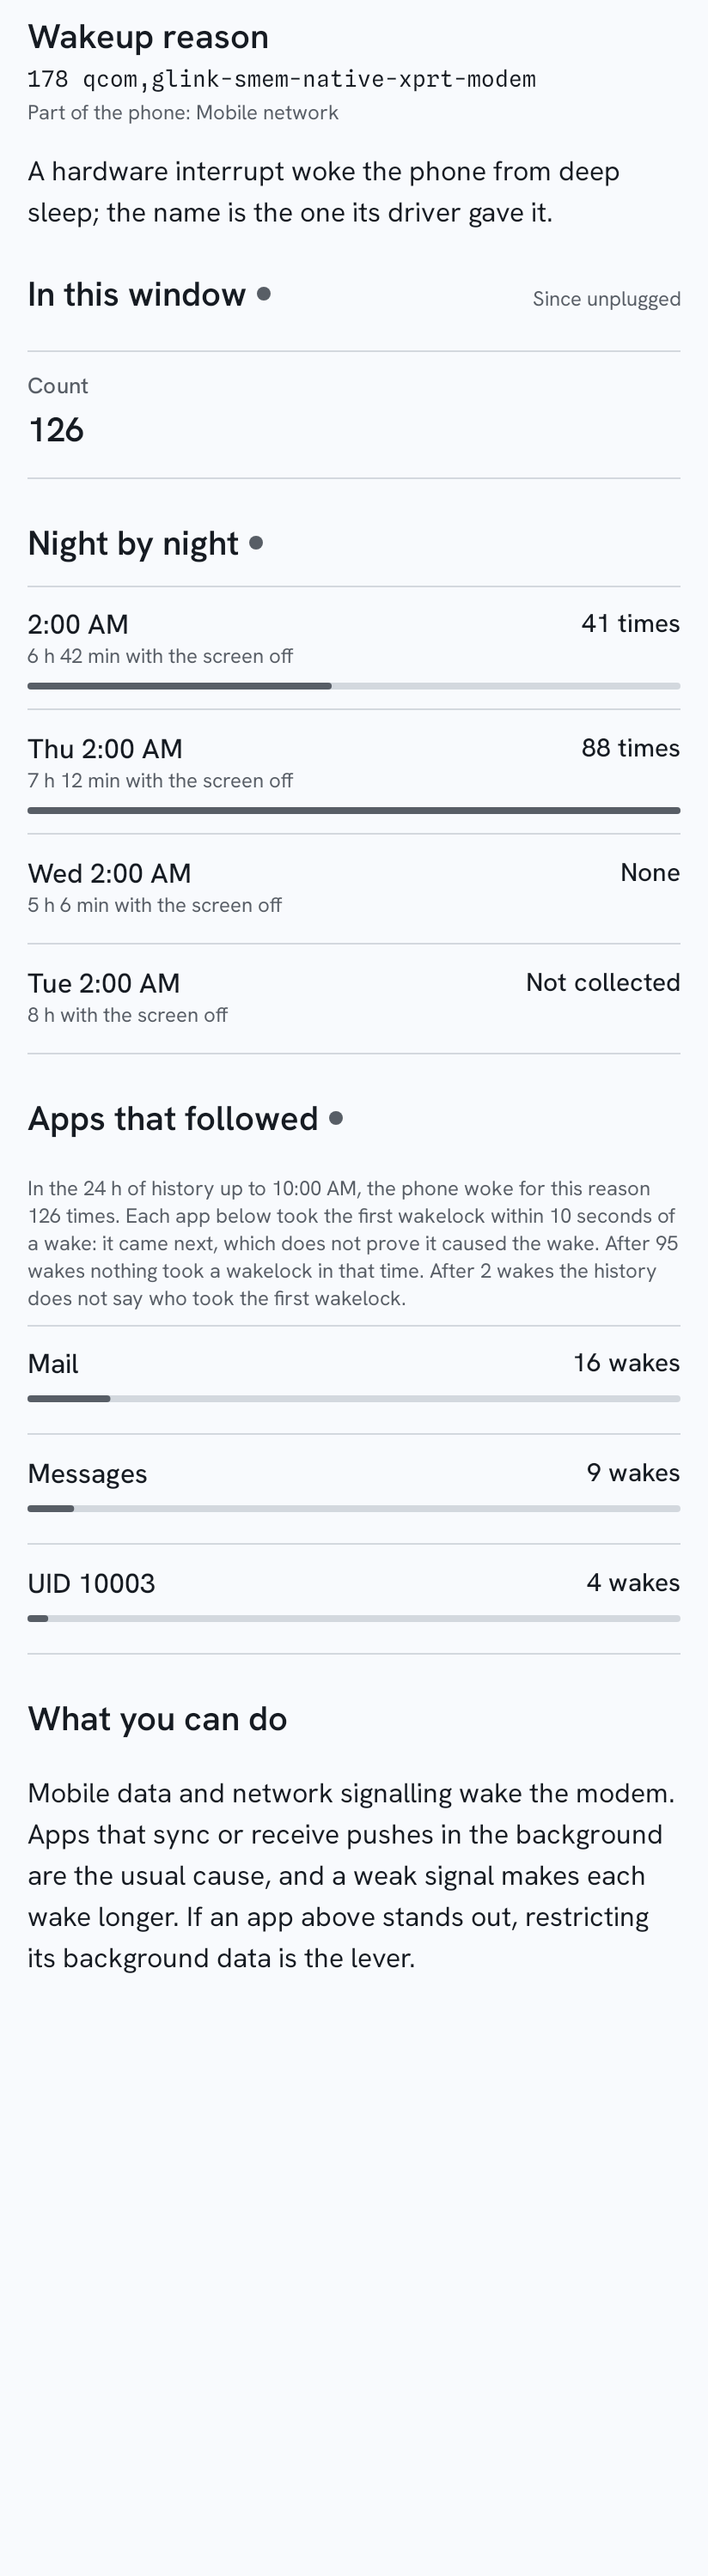 Wakeup reason
178 qcom,glink-smem-native-xprt-modem
Part of the phone: Mobile network
A hardware interrupt woke the phone from deep
sleep; the name is the one its driver gave it.
In this window
Since unplugged
Count
126
Night by night
2:00 AM
41 times
6 h 42 min with the screen off
Thu 2:00 AM
88 times
7 h 12 min with the screen off
Wed 2:00 AM
None
5 h 6 min with the screen off
Tue 2:00 AM
Not collected
8 h with the screen off
Apps that followed
In the 24 h of history up to 10:00 AM, the phone woke for this reason
126 times. Each app below took the first wakelock within 10 seconds of
a wake: it came next, which does not prove it caused the wake. After 95
wakes nothing took a wakelock in that time. After 2 wakes the history
does not say who took the first wakelock.
Mail
16 wakes
Messages
9 wakes
UID 10003
4 wakes
What you can do
Mobile data and network signalling wake the modem.
Apps that sync or receive pushes in the background
are the usual cause, and a weak signal makes each
wake longer. If an app above stands out, restricting
its background data is the lever.